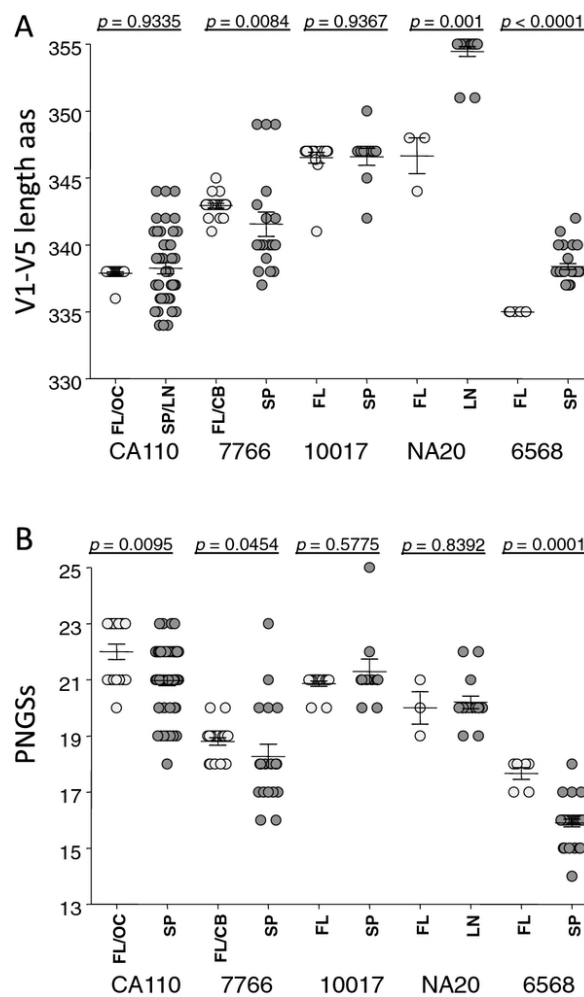 A
p = 0.9335 p = 0.0084 p = 0.9367 p = 0.001 p < 0.0001
V1-V5 length aas
355
350
345
340
335
330
FL/OC SP/LN FL/CB SP FL SP FL LN FL SP
CA110 7766 10017 NA20 6568
B
p = 0.0095 p = 0.0454 p = 0.5775 p = 0.8392 p = 0.0001
PNGSs
25
23
21
19
17
15
13
FL/OC SP FL/CB SP FL SP FL LN FL SP
CA110 7766 10017 NA20 6568